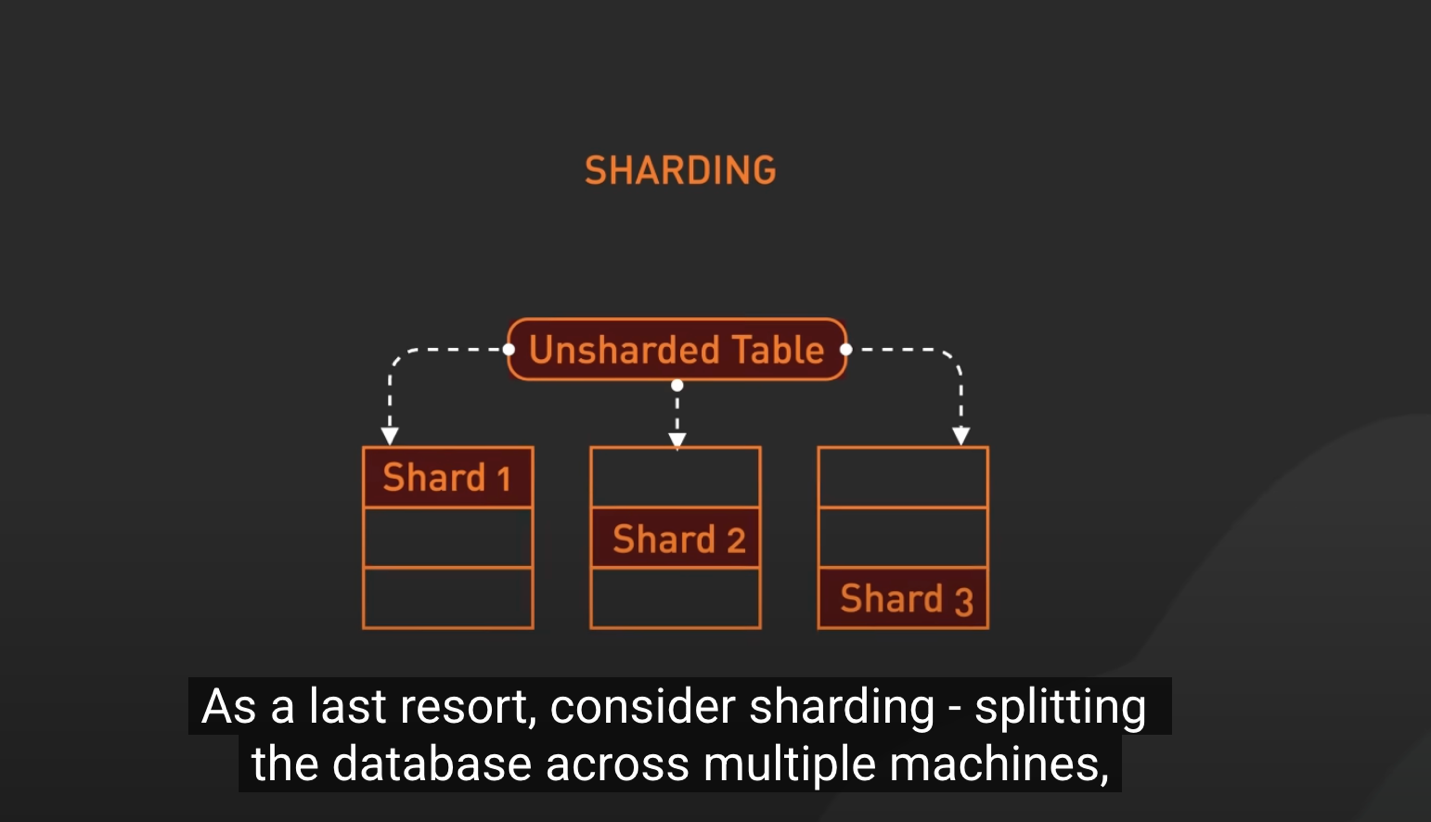 SHARDING
Unsharded Table
Shard 1
Shard 2
Shard 3
As a last resort, consider sharding - splitting
the database across multiple machines,